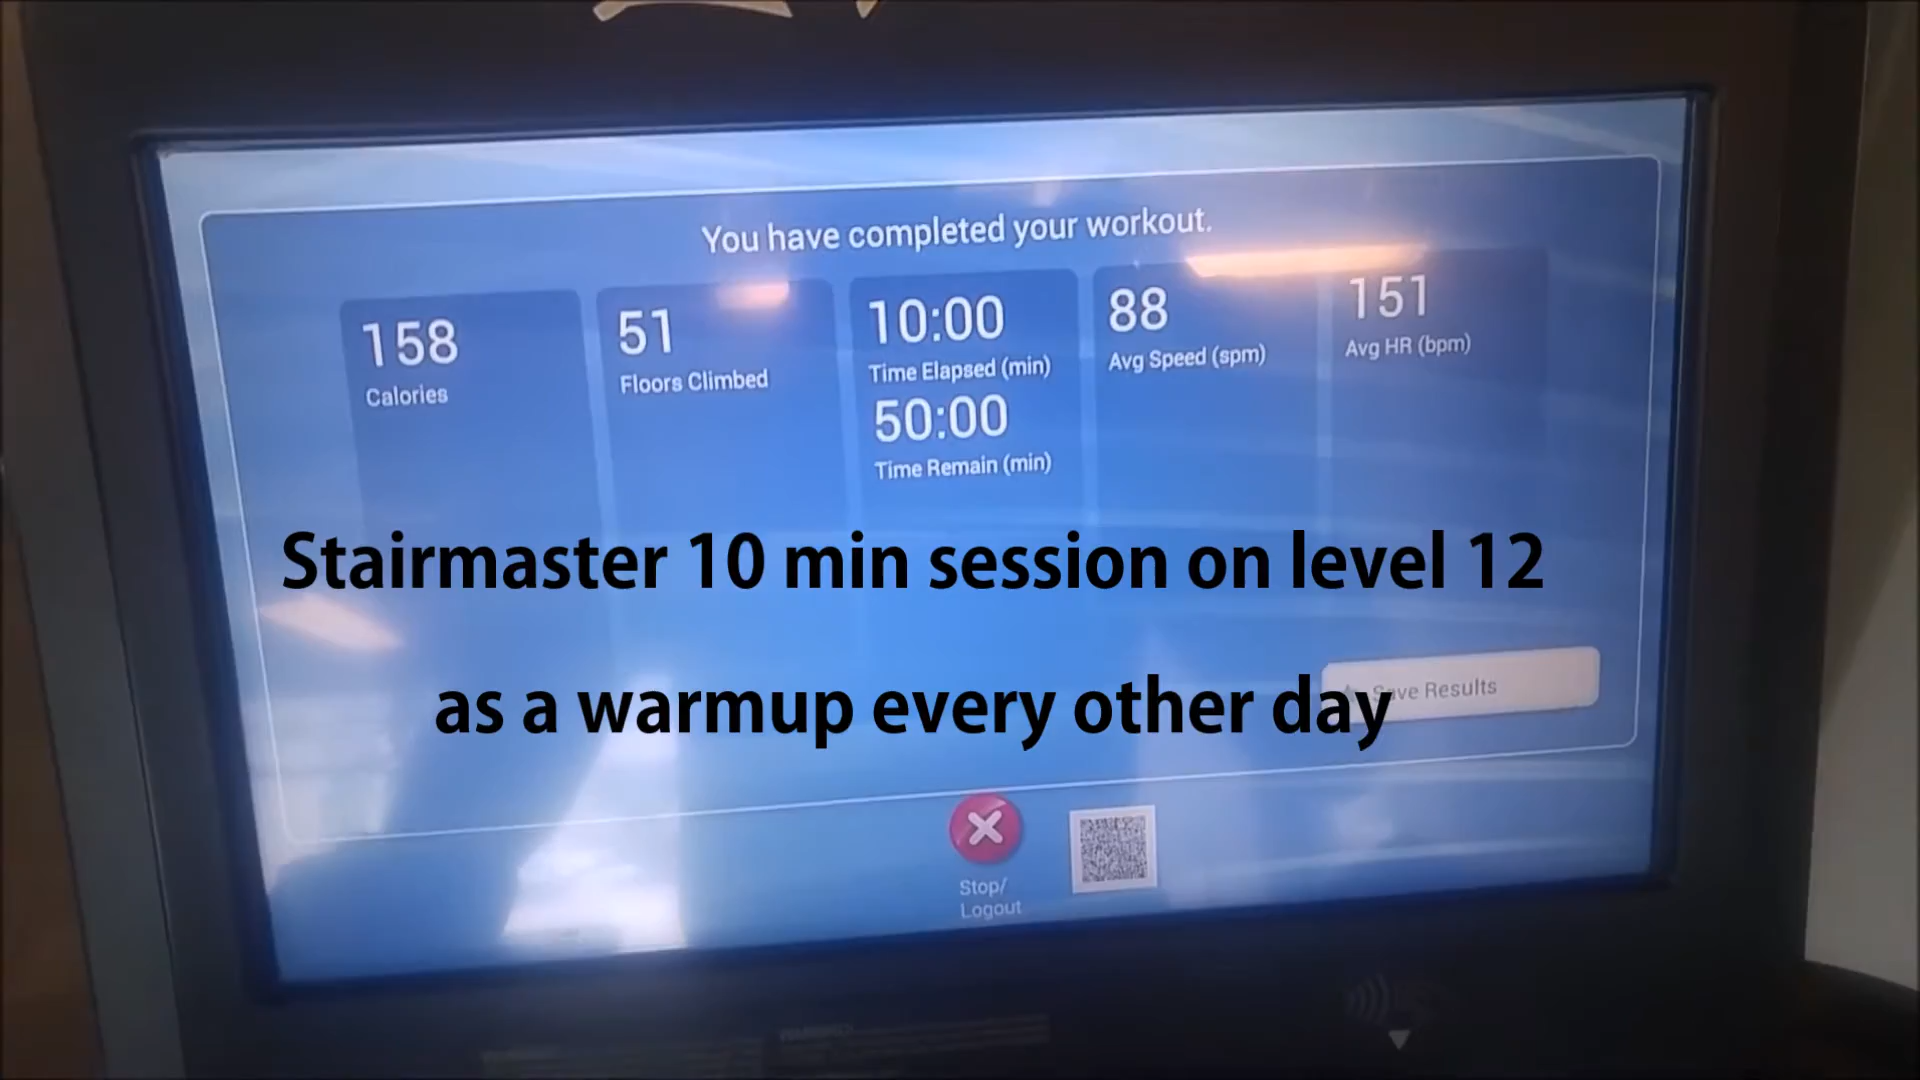 You have completed your workout.
158
Calories
51
Floors Climbed
10:00
Time Elapsed (min)
50:00
Time Remain (min)
88
Avg Speed (spm)
151
Avg HR (bpm)
Stairmaster 10 min session on level 12
as a warmup every other day
Save Results
Stop/
Logout